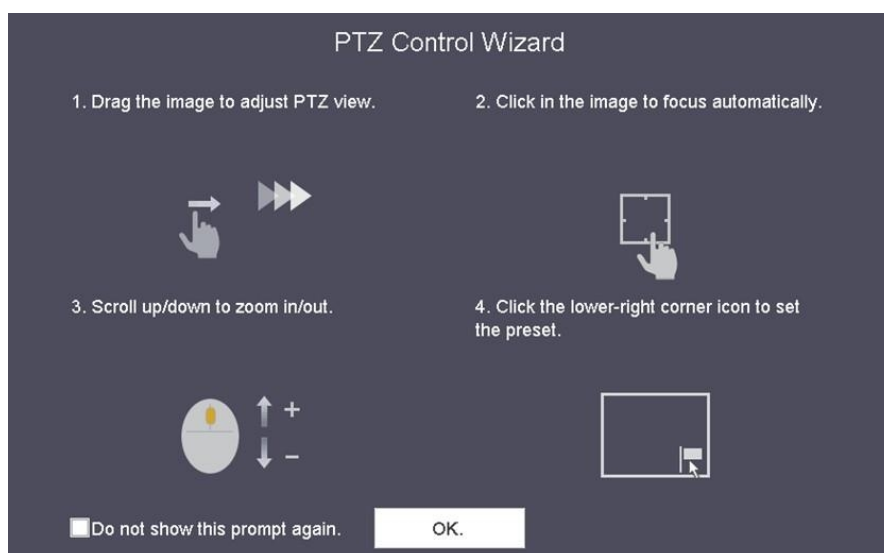 PTZ Control Wizard
1. Drag the image to adjust PTZ view.
2. Click in the image to focus automatically.
3. Scroll up/down to zoom in/out.
4. Click the lower-right corner icon to set
the preset.
+
-
Do not show this prompt again.
OK.